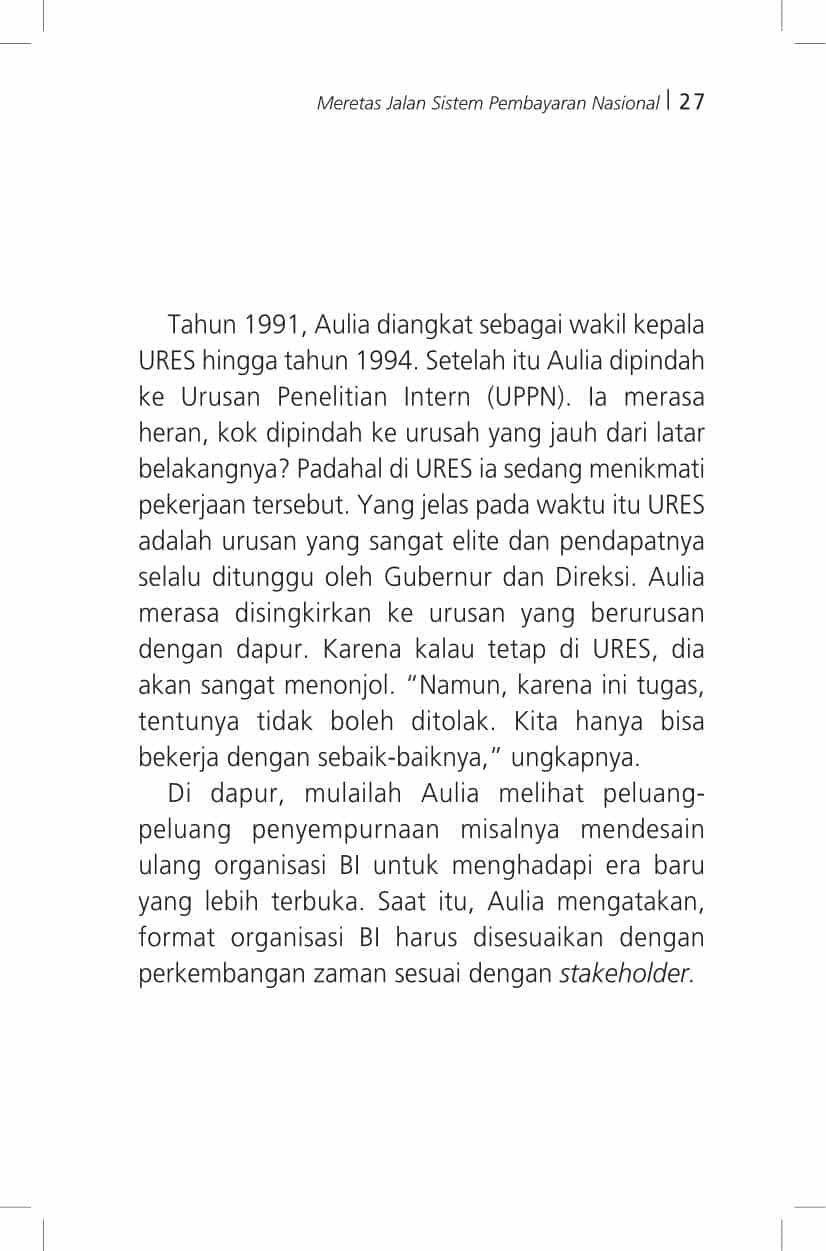 Meretas Jalan Sistem Pembayaran Nasional | 27
Tahun 1991, Aulia diangkat sebagai wakil kepala
URES hingga tahun 1994. Setelah itu Aulia dipindah
ke Urusan Penelitian Intern (UPPN). Ia merasa
heran, kok dipindah ke urusah yang jauh dari latar
belakangnya? Padahal di URES ia sedang menikmati
pekerjaan tersebut. Yang jelas pada waktu itu URES
adalah urusan yang sangat elite dan pendapatnya
selalu ditunggu oleh Gubernur dan Direksi. Aulia
merasa disingkirkan ke urusan yang berurusan
dengan dapur. Karena kalau tetap di URES, dia
akan sangat menonjol. “Namun, karena ini tugas,
tentunya tidak boleh ditolak. Kita hanya bisa
bekerja dengan sebaik-baiknya,” ungkapnya.
Di dapur, mulailah Aulia melihat peluang-
peluang penyempurnaan misalnya mendesain
ulang organisasi BI untuk menghadapi era baru
yang lebih terbuka. Saat itu, Aulia mengatakan,
format organisasi BI harus disesuaikan dengan
perkembangan zaman sesuai dengan stakeholder.